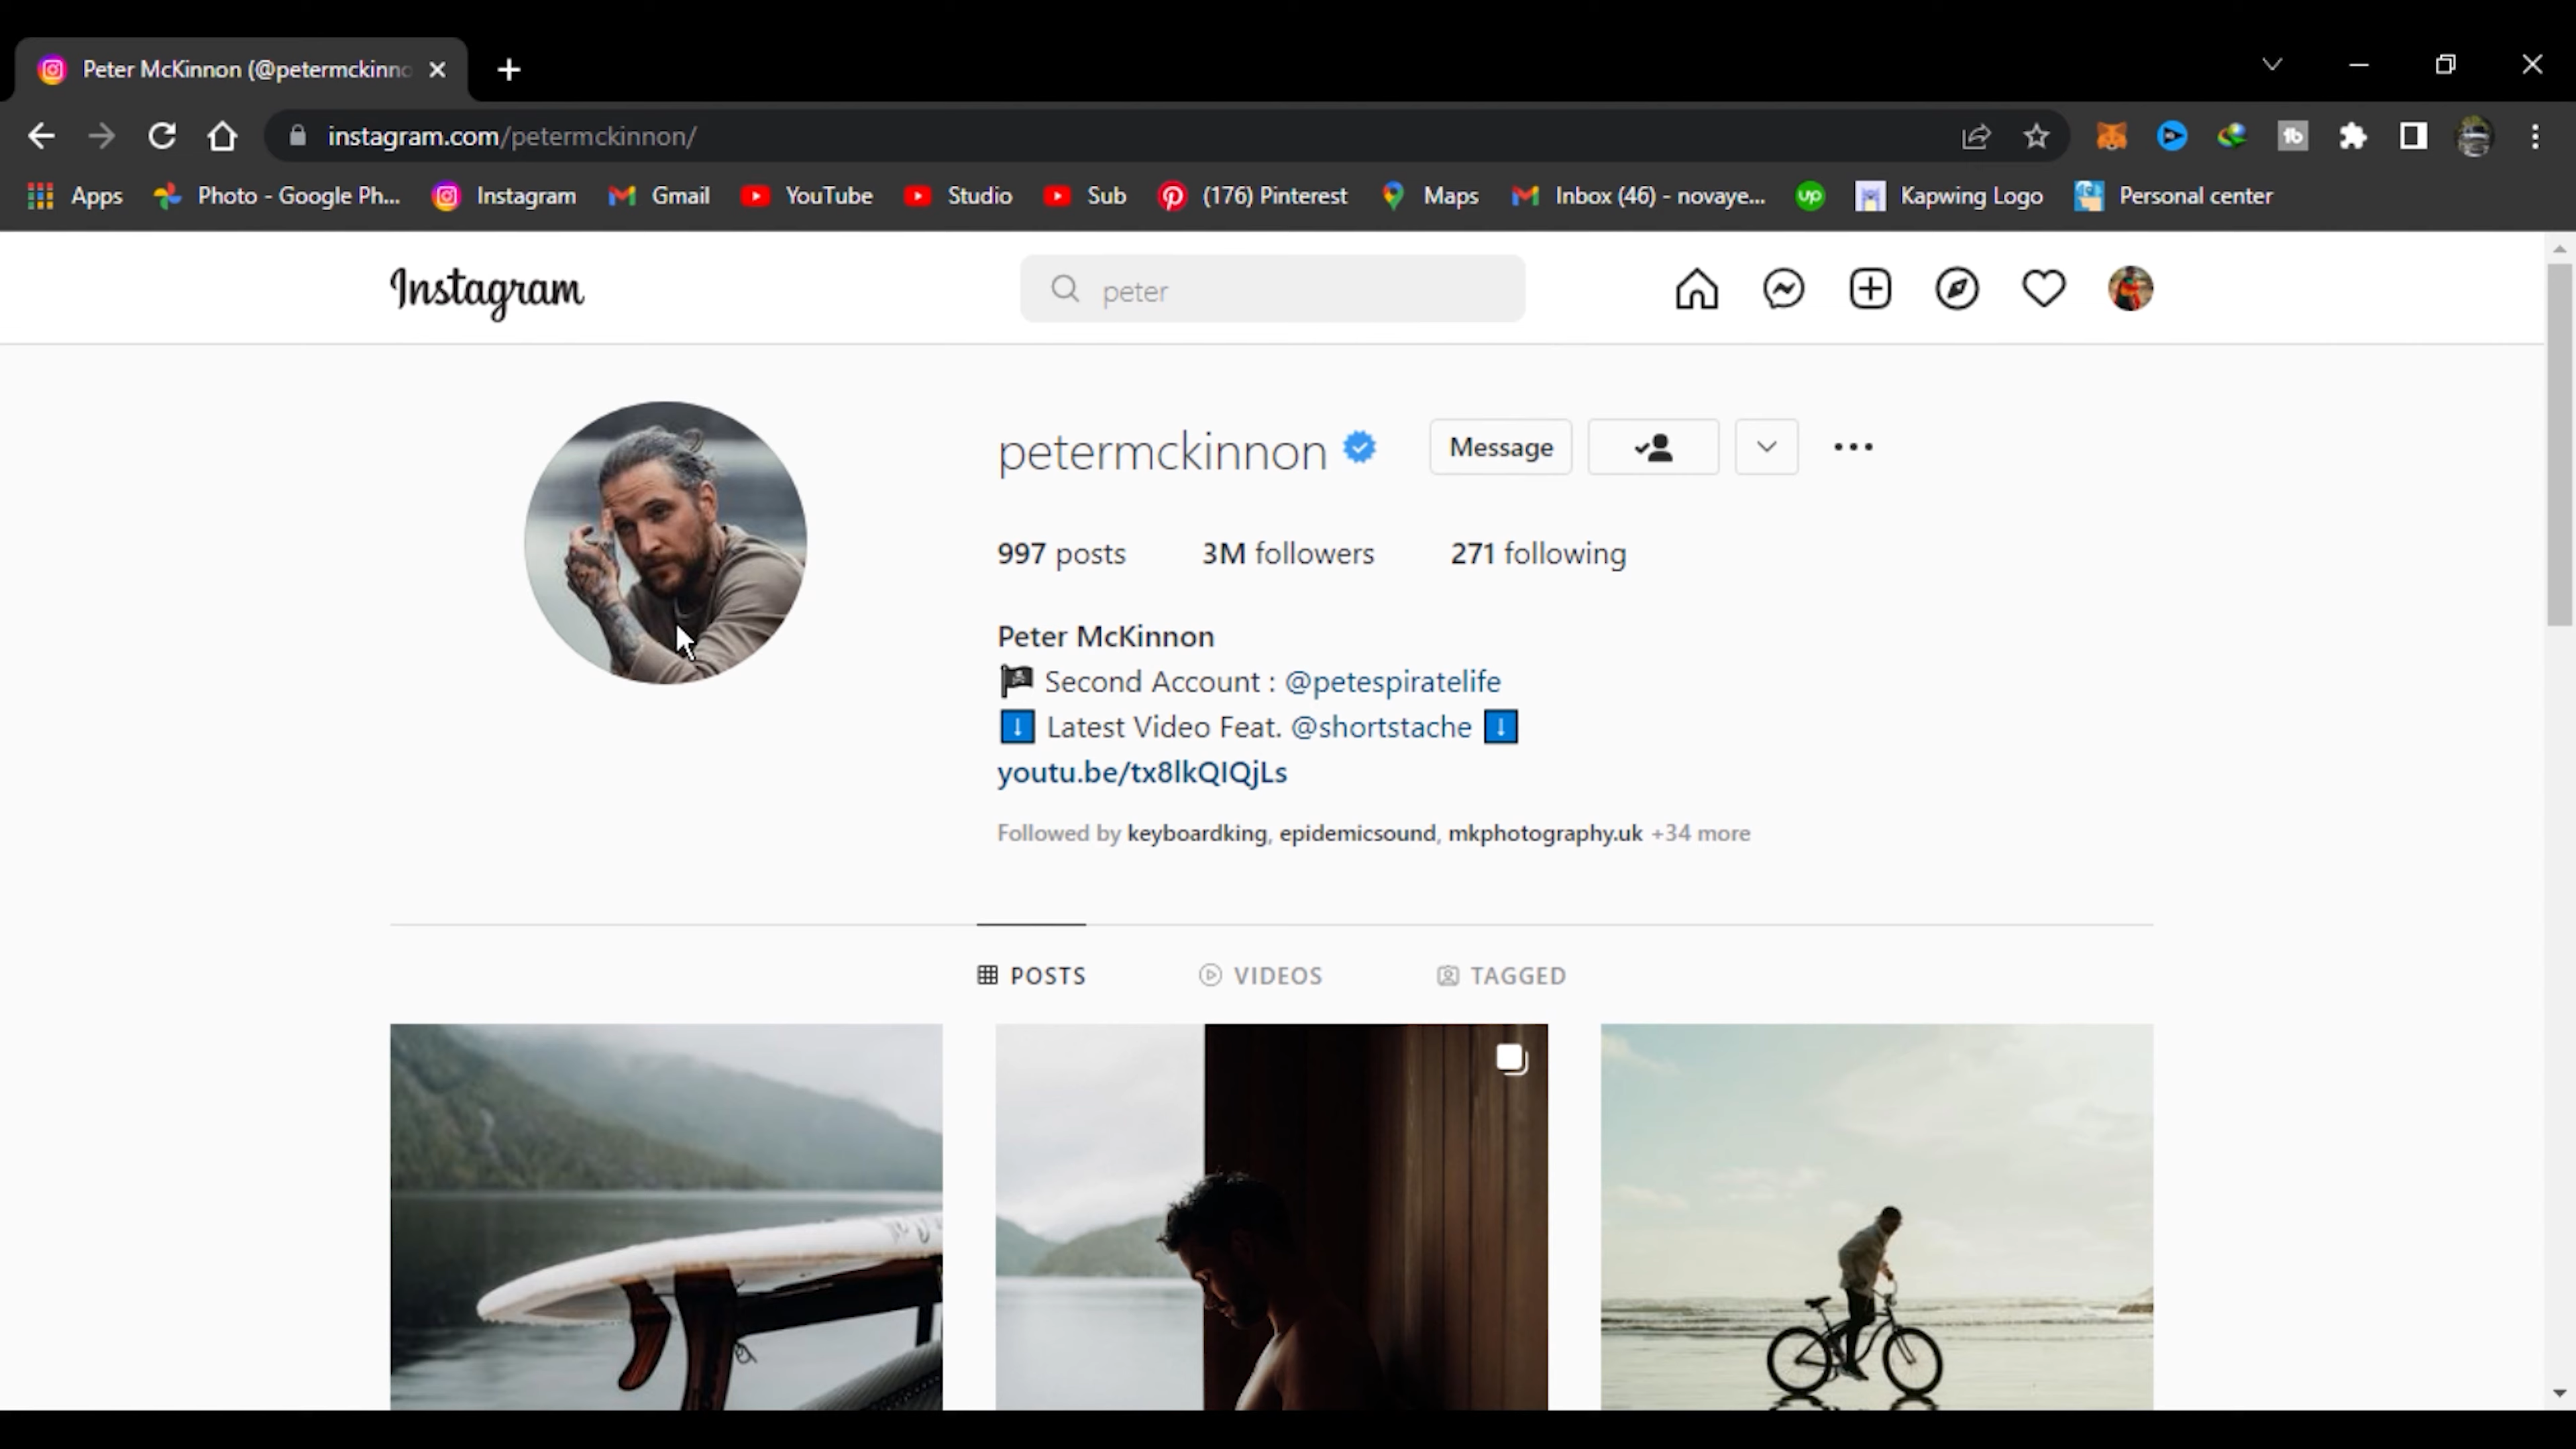 Peter McKinnon (@petermckinno
instagram.com/petermckinnon/
Apps Photo - Google Ph... Instagram Gmail YouTube Studio Sub (176) Pinterest Maps Inbox (46) - novaye... up Kapwing Logo Personal center
Instagram peter
petermckinnon Message
997 posts 3M followers 271 following
Peter McKinnon
Second Account : @petespiratelife
Latest Video Feat. @shortstache
youtu.be/tx8lkQIQjLs
Followed by keyboardking, epidemicsound, mkphotography.uk +34 more
POSTS VIDEOS TAGGED